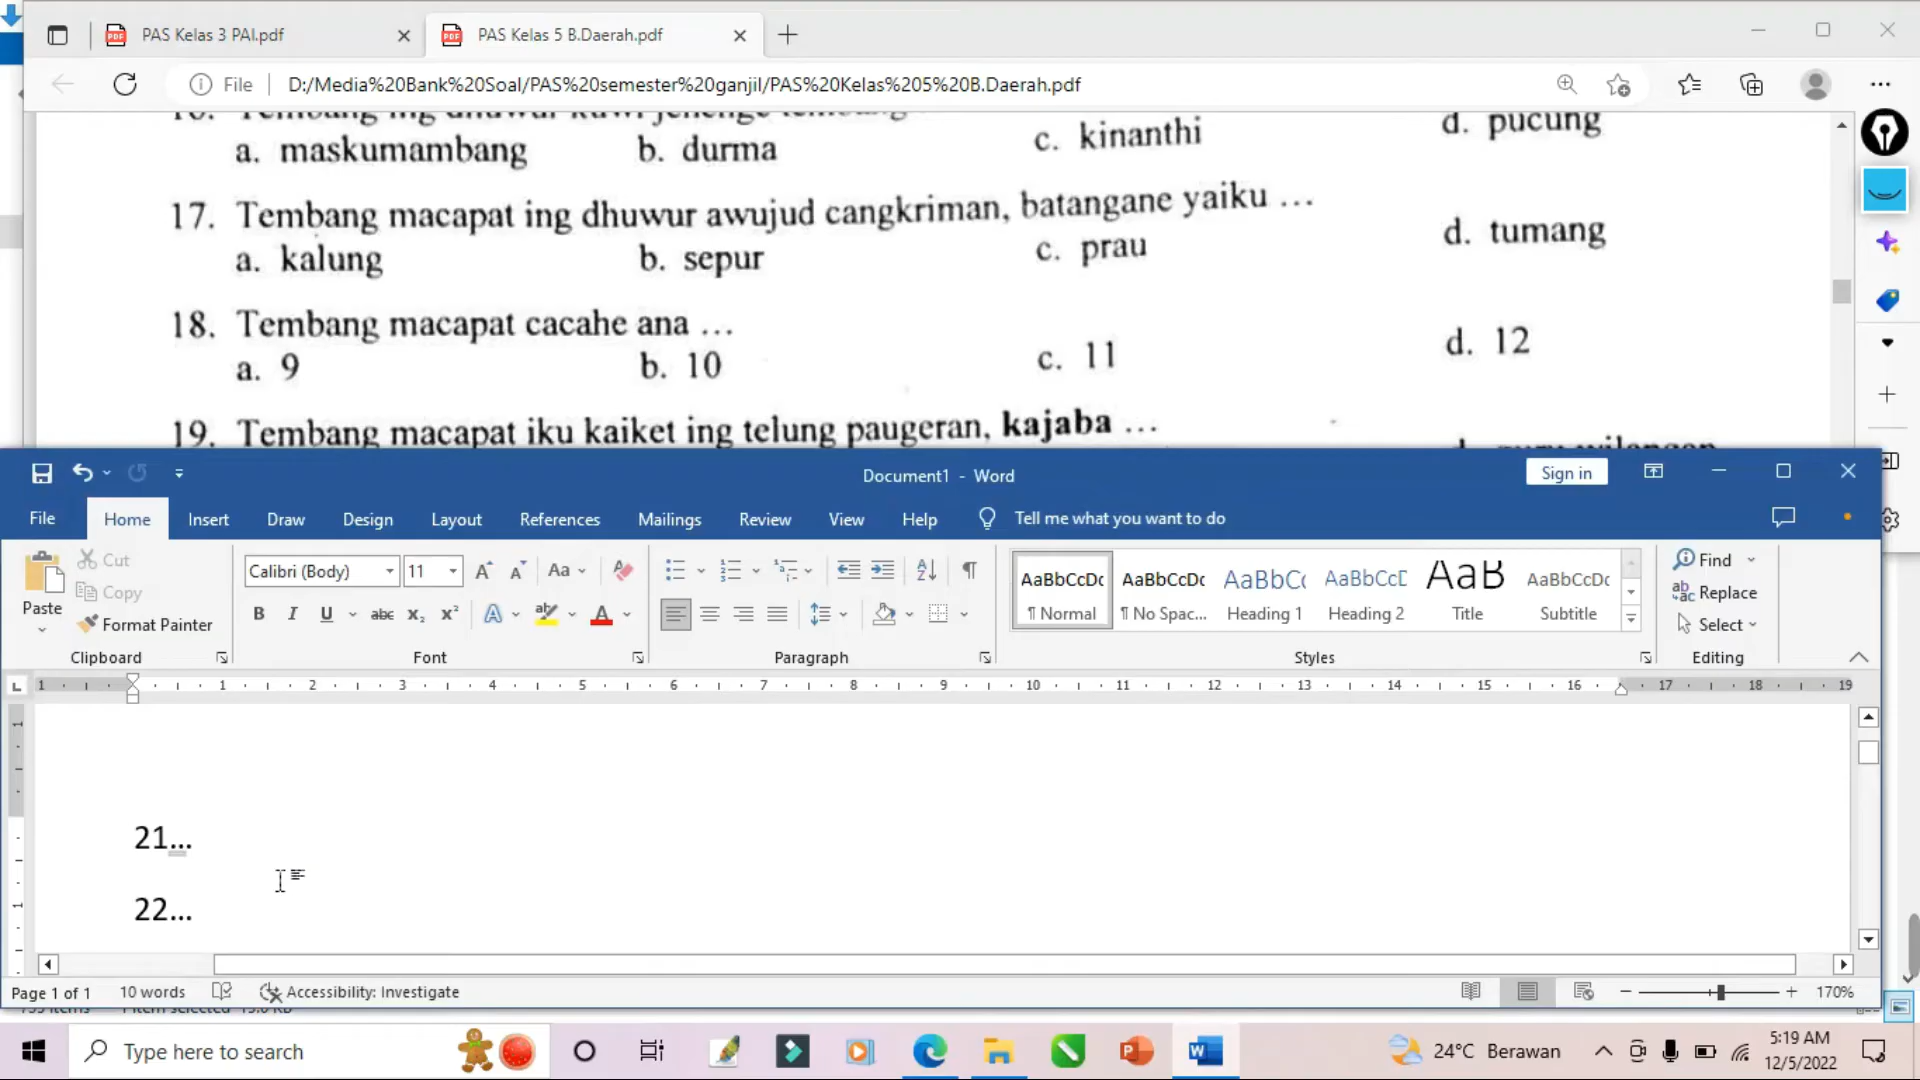 PAS Kelas 3 PAI.pdf
PAS Kelas 5 B.Daerah.pdf
File
D:/Media%20Bank%20Soal/PAS%20semester%20ganjil/PAS%20Kelas%205%20B.Daerah.pdf
a. maskumambang b. durma c. kinanthi d. pucung
17. Tembang macapat ing dhuwur awujud cangkriman, batangane yaiku ...
a. kalung b. sepur c. prau d. tumang
18. Tembang macapat cacahe ana ...
a. 9 b. 10 c. 11 d. 12
19. Tembang macapat iku kaiket ing telung paugeran, kajaba ...
Document1 - Word
Sign in
File Home Insert Draw Design Layout References Mailings Review View Help Tell me what you want to do
Paste
Cut
Copy
Format Painter
Clipboard
Calibri (Body) 11
Font
Paragraph
AaBbCcDc AaBbCcDc AaBbCc AaBbCcD AaB AaBbCcDc
¶ Normal ¶ No Spac... Heading 1 Heading 2 Title Subtitle
Styles
Find
Replace
Select
Editing
1 1 2 3 4 5 6 7 8 9 10 11 12 13 14 15 16 17 18 19
21...
22...
Page 1 of 1 10 words Accessibility: Investigate 170%
Type here to search
24°C Berawan
5:19 AM
12/5/2022